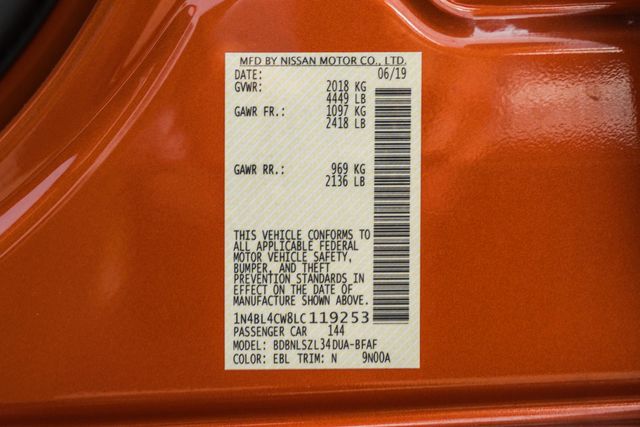 MFD BY NISSAN MOTOR CO., LTD.
DATE: 06/19
GVWR: 2018 KG
4449 LB
GAWR FR.: 1097 KG
2418 LB
GAWR RR.: 969 KG
2136 LB
THIS VEHICLE CONFORMS TO
ALL APPLICABLE FEDERAL
MOTOR VEHICLE SAFETY,
BUMPER, AND THEFT
PREVENTION STANDARDS IN
EFFECT ON THE DATE OF
MANUFACTURE SHOWN ABOVE.
1N4BL4CW8LC119253
PASSENGER CAR 144
MODEL: BDBNLSZL34DUA-BFAF
COLOR: EBL TRIM: N 9N00A